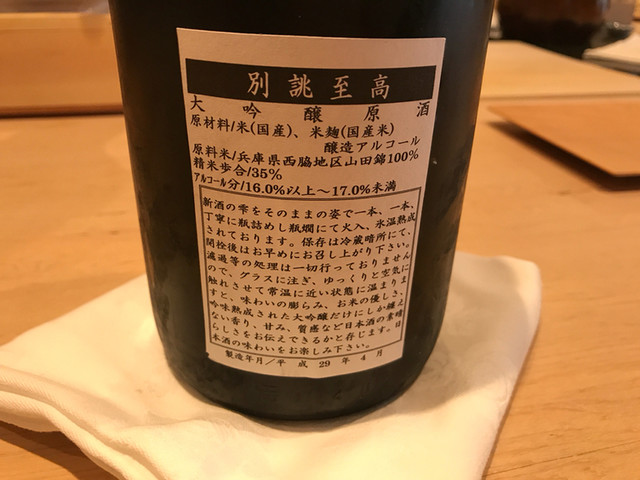 別誂至高
大吟醸原酒
原材料/米(国産)、米麹(国産米)
醸造アルコール
原料米/兵庫県西脇地区山田錦100%
精米歩合/35%
アルコール分/16.0%以上~17.0%未満
新酒の雫をそのままの姿で一本、一本、
丁寧に瓶詰めし瓶燗にて火入、氷温熟成
されております。保存は冷蔵暗所にて、
開栓後はお早めにお召し上がり下さい。
濾過等の処理は一切行っておりません
ので、グラスに注ぎ、ゆっくりと空気に
触れさせて常温に近い状態に温まりま
すと、味わいの膨らみ、お米の優しさ、
吟味熟成された大吟醸だけにしか纏え
ない香り、甘み、質感など日本酒の素晴
らしさをお伝えできるかと存じます。日
本酒の味わいをお楽しみ下さい。
製造年月/平成29年4月